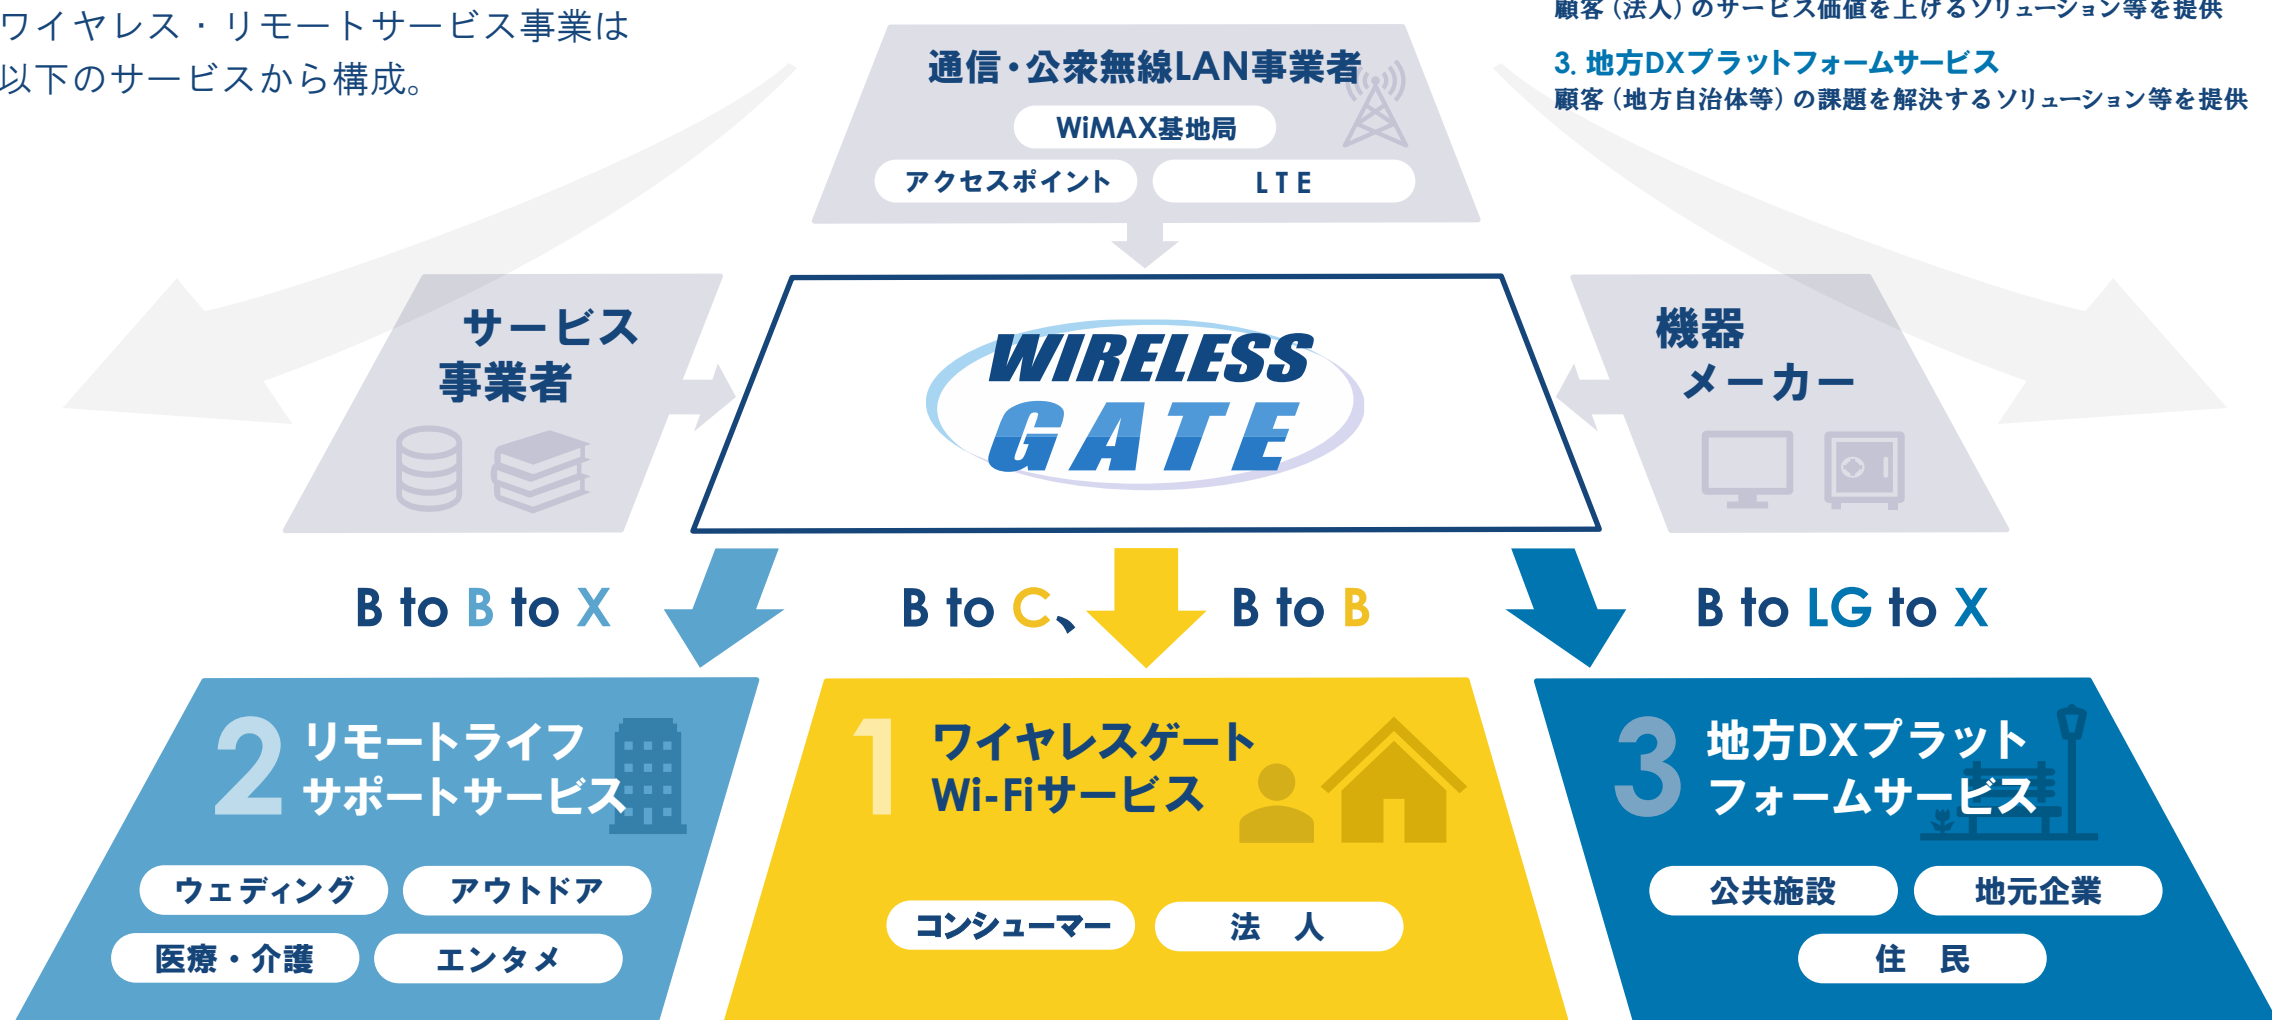 ワイヤレス・リモートサービス事業は
以下のサービスから構成。
顧客（法人）のサービス価値を上げるソリューション等を提供
3. 地方DXプラットフォームサービス
顧客（地方自治体等）の課題を解決するソリューション等を提供
通信・公衆無線LAN事業者
WiMAX基地局
アクセスポイント
LTE
サービス
事業者
WIRELESS
GATE
機器
メーカー
B to B to X
B to C、
B to B
B to LG to X
2 リモートライフ
サポートサービス
ウェディング
アウトドア
医療・介護
エンタメ
1 ワイヤレスゲート
Wi-Fiサービス
コンシューマー
法　人
3 地方DXプラット
フォームサービス
公共施設
地元企業
住　民